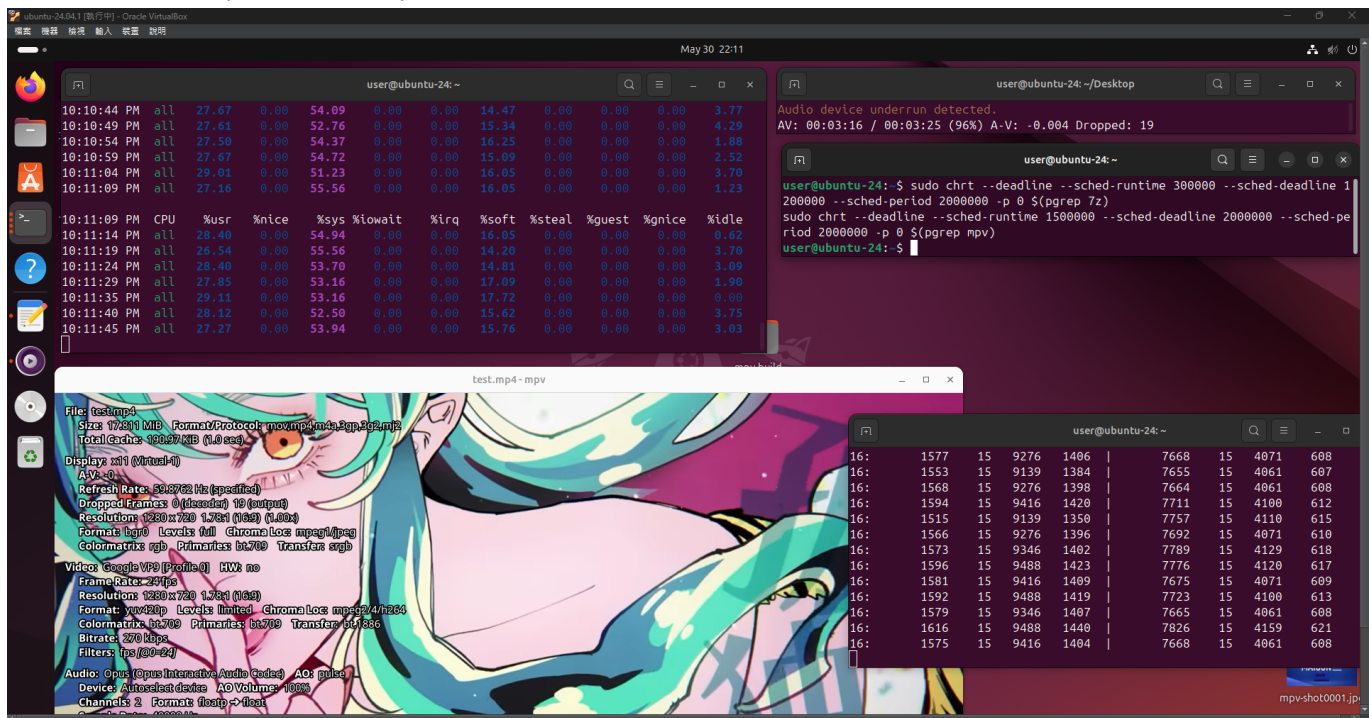 ubuntu-24.04.1 [執行中] - Oracle VirtualBox
檔案 機器 檢視 輸入 裝置 說明
May 30 22:11
user@ubuntu-24: ~
10:10:44 PM all 27.67 0.00 54.09 0.00 0.00 14.47 0.00 0.00 0.00 3.77
10:10:49 PM all 27.61 0.00 52.76 0.00 0.00 15.34 0.00 0.00 0.00 4.29
10:10:54 PM all 27.50 0.00 54.37 0.00 0.00 16.25 0.00 0.00 0.00 1.88
10:10:59 PM all 27.67 0.00 54.72 0.00 0.00 15.09 0.00 0.00 0.00 2.52
10:11:04 PM all 29.01 0.00 51.23 0.00 0.00 16.05 0.00 0.00 0.00 3.70
10:11:09 PM all 27.16 0.00 55.56 0.00 0.00 16.05 0.00 0.00 0.00 1.23
10:11:09 PM CPU %usr %nice %sys %iowait %irq %soft %steal %guest %gnice %idle
10:11:14 PM all 28.40 0.00 54.94 0.00 0.00 16.05 0.00 0.00 0.00 0.62
10:11:19 PM all 26.54 0.00 55.56 0.00 0.00 14.20 0.00 0.00 0.00 3.70
10:11:24 PM all 28.40 0.00 53.70 0.00 0.00 14.81 0.00 0.00 0.00 3.09
10:11:29 PM all 27.85 0.00 53.16 0.00 0.00 17.09 0.00 0.00 0.00 1.90
10:11:35 PM all 29.11 0.00 53.16 0.00 0.00 17.72 0.00 0.00 0.00 0.00
10:11:40 PM all 28.12 0.00 52.50 0.00 0.00 15.62 0.00 0.00 0.00 3.75
10:11:45 PM all 27.27 0.00 53.94 0.00 0.00 15.76 0.00 0.00 0.00 3.03
user@ubuntu-24: ~/Desktop
Audio device underrun detected.
AV: 00:03:16 / 00:03:25 (96%) A-V: -0.004 Dropped: 19
user@ubuntu-24: ~
user@ubuntu-24:~$ sudo chrt --deadline --sched-runtime 300000 --sched-deadline 1
200000 --sched-period 2000000 -p 0 $(pgrep 7z)
sudo chrt --deadline --sched-runtime 1500000 --sched-deadline 2000000 --sched-pe
riod 2000000 -p 0 $(pgrep mpv)
user@ubuntu-24:~$
test.mp4 - mpv
File: test.mp4
Size: 17.811 MiB Format/Protocol: mov,mp4,m4a,3gp,3g2,mj2
Total Cache: 190.97 KiB (1.0 sec)
Display: x11 (Virtual-1)
A-V: -0
Refresh Rate: 59.8762 Hz (specified)
Dropped Frames: 0 (decoder) 19 (output)
Resolution: 1280 x 720 1.78:1 (16:9) (1.00x)
Format: bgr0 Levels: full Chroma Loc: mpeg1/jpeg
Colormatrix: rgb Primaries: bt.709 Transfer: srgb
Video: Google VP9 [Profile 0] HW: no
Frame Rate: 24 fps
Resolution: 1280 x 720 1.78:1 (16:9)
Format: yuv420p Levels: limited Chroma Loc: mpeg2/4/h264
Colormatrix: bt.709 Primaries: bt.709 Transfer: bt.1886
Bitrate: 270 kbps
Filters: fps [@0=24]
Audio: Opus (Opus Interactive Audio Codec) AO: pulse
Device: Autoselect device AO Volume: 100%
Channels: 2 Format: floatp → float
user@ubuntu-24: ~
16: 1577 15 9276 1406 | 7668 15 4071 608
16: 1553 15 9139 1384 | 7655 15 4061 607
16: 1568 15 9276 1398 | 7664 15 4061 608
16: 1594 15 9416 1420 | 7711 15 4100 612
16: 1515 15 9139 1350 | 7757 15 4110 615
16: 1566 15 9276 1396 | 7692 15 4071 610
16: 1573 15 9346 1402 | 7789 15 4129 618
16: 1596 15 9488 1423 | 7776 15 4120 617
16: 1581 15 9416 1409 | 7675 15 4071 609
16: 1592 15 9488 1419 | 7723 15 4100 613
16: 1579 15 9346 1407 | 7665 15 4061 608
16: 1616 15 9488 1440 | 7826 15 4159 621
16: 1575 15 9416 1404 | 7668 15 4061 608
mpv-shot0001.jp